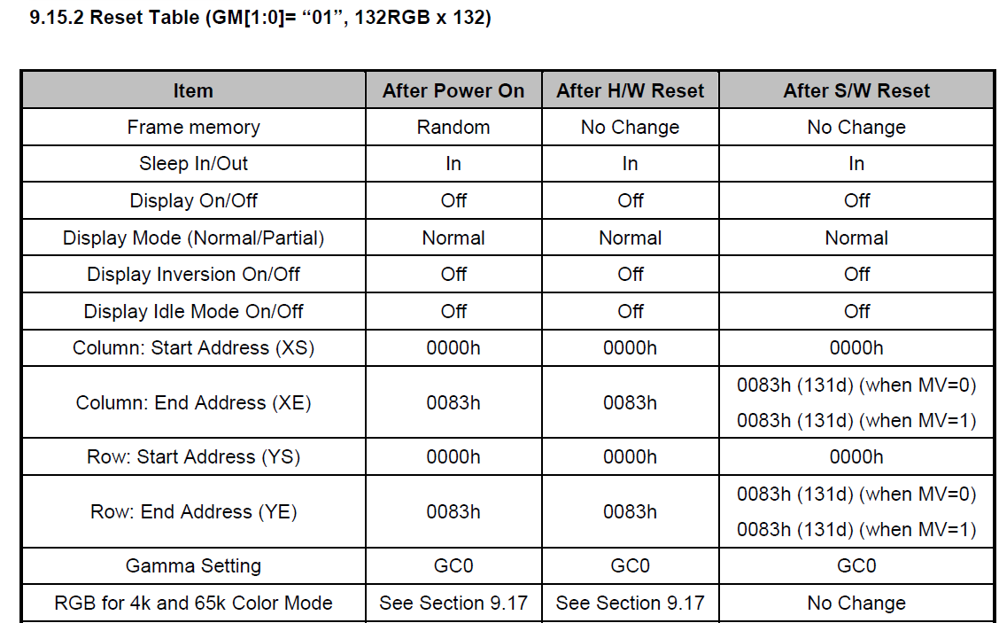 9.15.2 Reset Table (GM[1:0]= “01”, 132RGB x 132)
Item After Power On After H/W Reset After S/W Reset
Frame memory Random No Change No Change
Sleep In/Out In In In
Display On/Off Off Off Off
Display Mode (Normal/Partial) Normal Normal Normal
Display Inversion On/Off Off Off Off
Display Idle Mode On/Off Off Off Off
Column: Start Address (XS) 0000h 0000h 0000h
Column: End Address (XE) 0083h 0083h 0083h (131d) (when MV=0)
0083h (131d) (when MV=1)
Row: Start Address (YS) 0000h 0000h 0000h
Row: End Address (YE) 0083h 0083h 0083h (131d) (when MV=0)
0083h (131d) (when MV=1)
Gamma Setting GC0 GC0 GC0
RGB for 4k and 65k Color Mode See Section 9.17 See Section 9.17 No Change